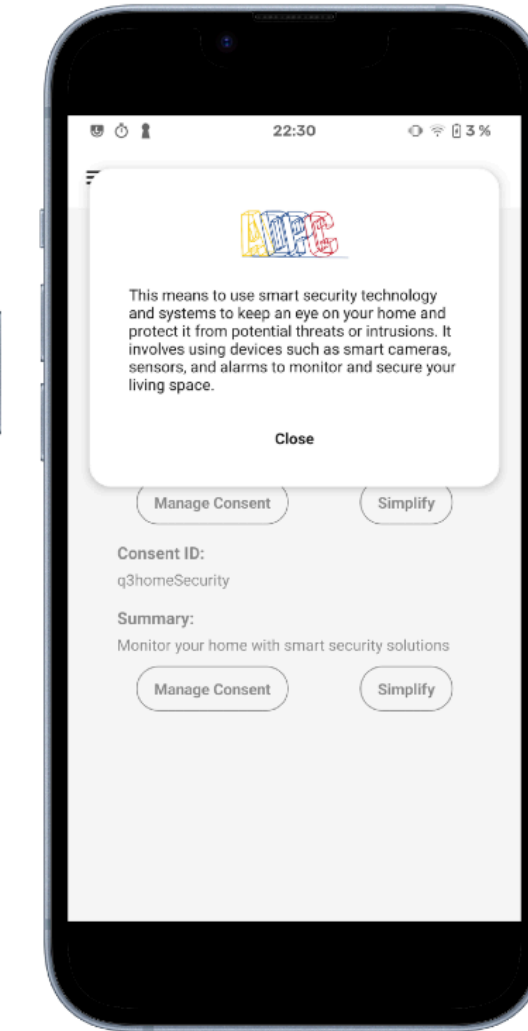 22:30
3 %
ADPC
This means to use smart security technology
and systems to keep an eye on your home and
protect it from potential threats or intrusions. It
involves using devices such as smart cameras,
sensors, and alarms to monitor and secure your
living space.
Close
Manage Consent
Simplify
Consent ID:
q3homeSecurity
Summary:
Monitor your home with smart security solutions
Manage Consent
Simplify